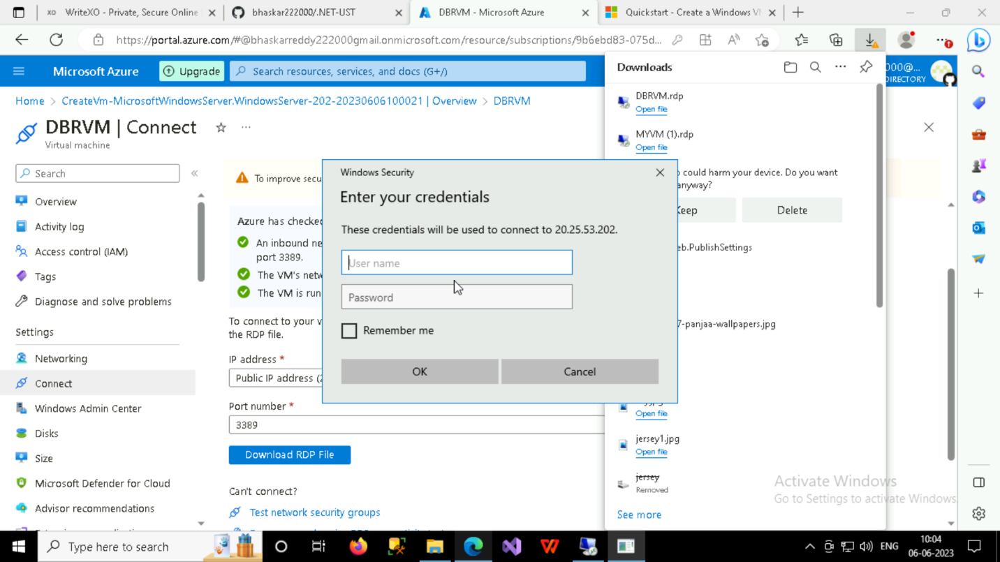 WriteXO - Private, Secure Online
bhaskar222000/.NET-UST
DBRVM - Microsoft Azure
Quickstart - Create a Windows V
https://portal.azure.com/#@bhaskarreddy222000gmail.onmicrosoft.com/resource/subscriptions/9b6ebd83-075d...
Microsoft Azure
Upgrade
Search resources, services, and docs (G+/)
000@...
DIRECTORY
Home > CreateVm-MicrosoftWindowsServer.WindowsServer-202-20230606100021 | Overview > DBRVM
DBRVM | Connect
Virtual machine
Search
Overview
Activity log
Access control (IAM)
Tags
Diagnose and solve problems
Settings
Networking
Connect
Windows Admin Center
Disks
Size
Microsoft Defender for Cloud
Advisor recommendations
To improve secu
Azure has checked
An inbound ne
port 3389.
The VM's netw
The VM is run
To connect to your v
the RDP file.
IP address *
Public IP address (2
Port number *
3389
Download RDP File
Can't connect?
Test network security groups
Windows Security
Enter your credentials
These credentials will be used to connect to 20.25.53.202.
User name
Password
Remember me
OK
Cancel
Downloads
DBRVM.rdp
Open file
MYVM (1).rdp
Open file
could harm your device. Do you want
anyway?
Keep
Delete
eb.PublishSettings
7-panjaa-wallpapers.jpg
Open file
jersey1.jpg
Open file
jersey
Removed
See more
Activate Windows
Go to Settings to activate Windows.
Type here to search
ENG
10:04
06-06-2023